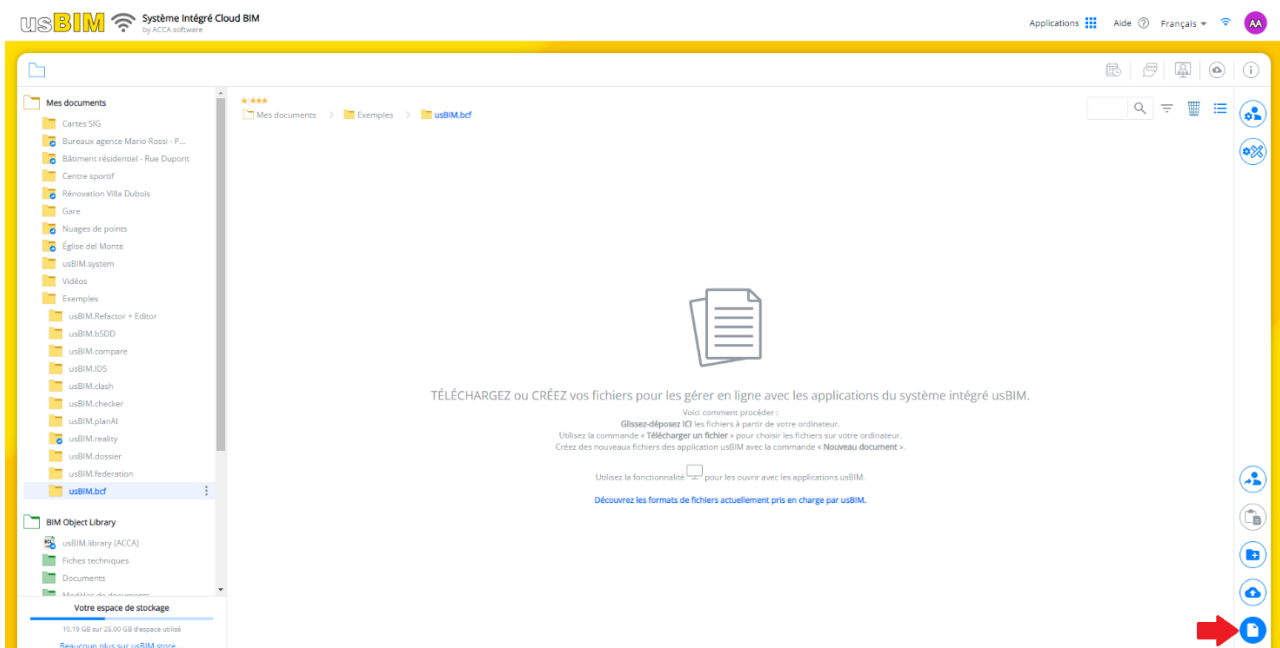 usBIM Système Intégré Cloud BIM
by ACCA software
Applications Aide Français AA
Mes documents
Cartes SIG
Bureaux agence Mario Rossi - P...
Bâtiment résidentiel - Rue Dupont
Centre sportif
Rénovation Villa Dubois
Gare
Nuages de points
Église del Monte
usBIM.system
Vidéos
Exemples
usBIM.Refactor + Editor
usBIM.bSDD
usBIM.compare
usBIM.IDS
usBIM.clash
usBIM.checker
usBIM.planAI
usBIM.reality
usBIM.dossier
usBIM.federation
usBIM.bcf
BIM Object Library
usBIM.library (ACCA)
Fiches techniques
Documents
Modèles de documents
Votre espace de stockage
10.19 GB sur 25.00 GB d'espace utilisé
Beaucoup plus sur usBIM store...
Mes documents > Exemples > usBIM.bcf
TÉLÉCHARGEZ ou CRÉEZ vos fichiers pour les gérer en ligne avec les applications du système intégré usBIM.
Voici comment procéder :
Glissez-déposez ICI les fichiers à partir de votre ordinateur.
Utilisez la commande « Télécharger un fichier » pour choisir les fichiers sur votre ordinateur.
Créez des nouveaux fichiers des application usBIM avec la commande « Nouveau document ».
Utilisez la fonctionnalité pour les ouvrir avec les applications usBIM.
Découvrez les formats de fichiers actuellement pris en charge par usBIM.